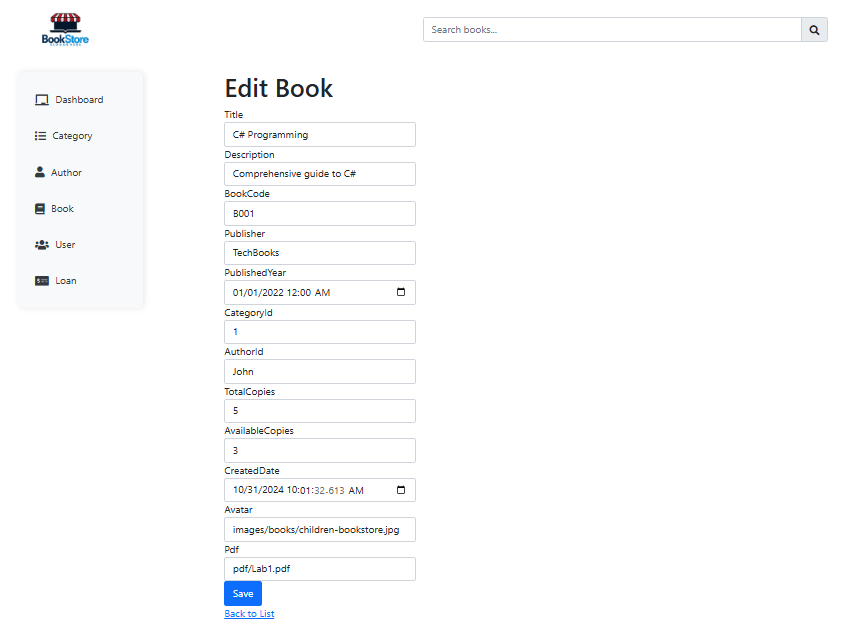 BookStore
Search books...
Dashboard
Category
Author
Book
User
Loan
Edit Book
Title
C# Programming
Description
Comprehensive guide to C#
BookCode
B001
Publisher
TechBooks
PublishedYear
01/01/2022 12:00 AM
CategoryId
1
AuthorId
John
TotalCopies
5
AvailableCopies
3
CreatedDate
10/31/2024 10:01:32-613 AM
Avatar
images/books/children-bookstore.jpg
Pdf
pdf/Lab1.pdf
Save
Back to List